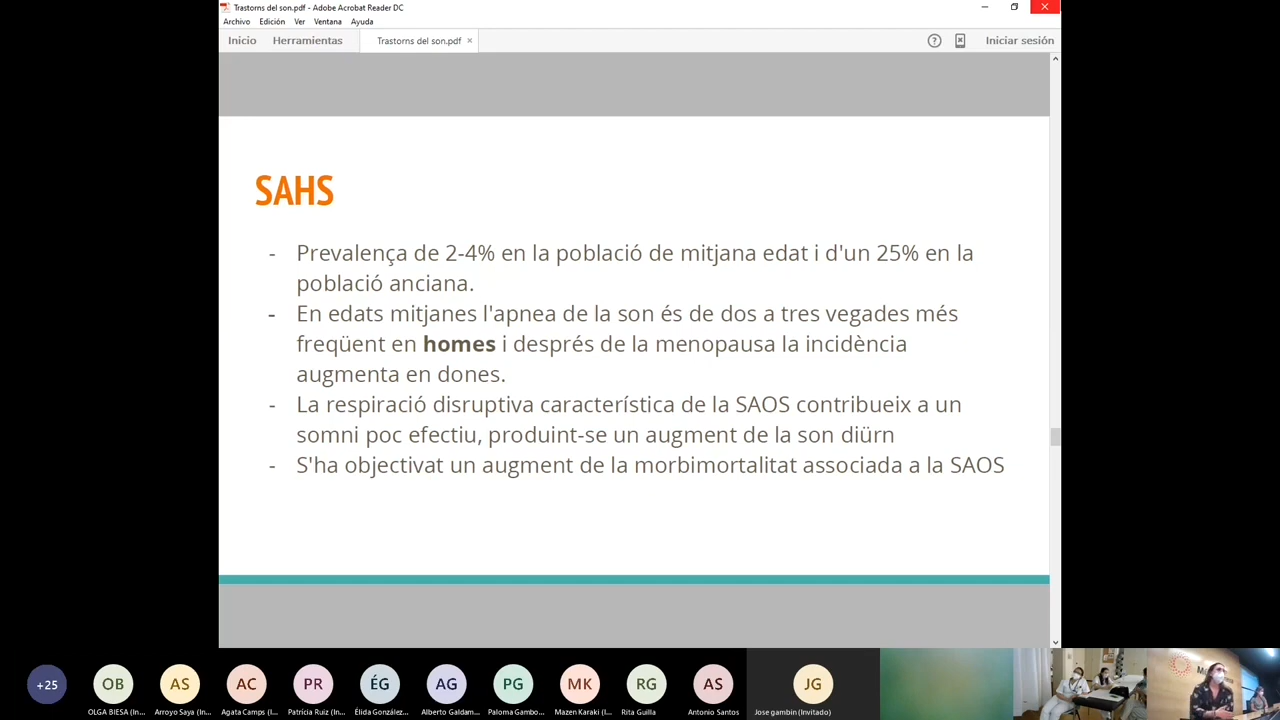 Trastorns del son.pdf - Adobe Acrobat Reader DC
Archivo Edición Ver Ventana Ayuda
Inicio Herramientas Trastorns del son.pdf × ? Iniciar sesión
SAHS
- Prevalença de 2-4% en la població de mitjana edat i d'un 25% en la
població anciana.
- En edats mitjanes l'apnea de la son és de dos a tres vegades més
freqüent en homes i després de la menopausa la incidència
augmenta en dones.
- La respiració disruptiva característica de la SAOS contribueix a un
somni poc efectiu, produint-se un augment de la son diürn
- S'ha objectivat un augment de la morbimortalitat associada a la SAOS
+25 OB AS AC PR ÉG AG PG MK RG AS JG
OLGA BIESA (In... Arroyo Saya (In... Agata Camps (I... Patrícia Ruiz (In... Élida González... Alberto Galdam... Paloma Gambo... Mazen Karaki (I... Rita Guilla Antonio Santos Jose gambín (Invitado)